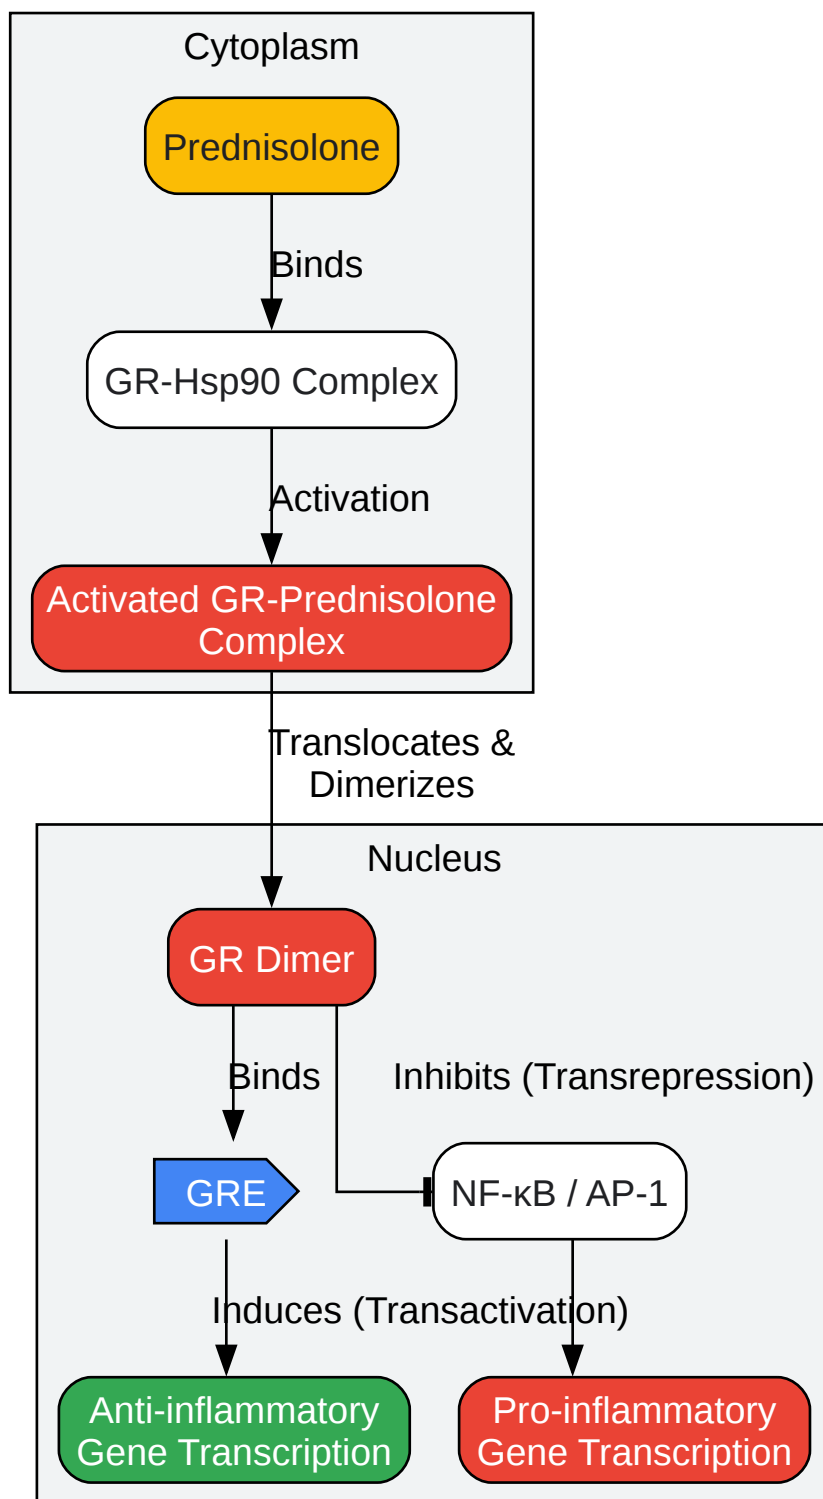 Cytoplasm
Prednisolone
Binds
GR-Hsp90 Complex
Activation
Activated GR-Prednisolone
Complex
Translocates &
Dimerizes
Nucleus
GR Dimer
Binds
Inhibits (Transrepression)
GRE
NF-κB / AP-1
Induces (Transactivation)
Anti-inflammatory
Gene Transcription
Pro-inflammatory
Gene Transcription